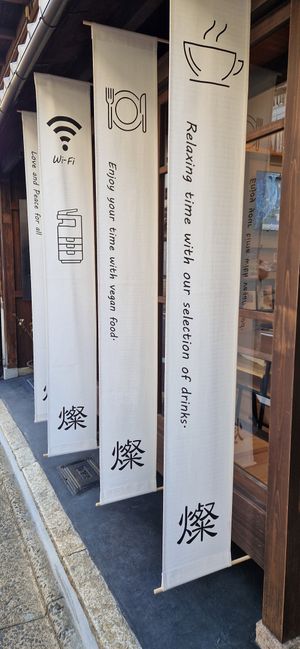 Relaxing time with our selection of drinks.
燦
Enjoy your time with vegan food.
燦
Wi-Fi
燦
Love and Peace for all